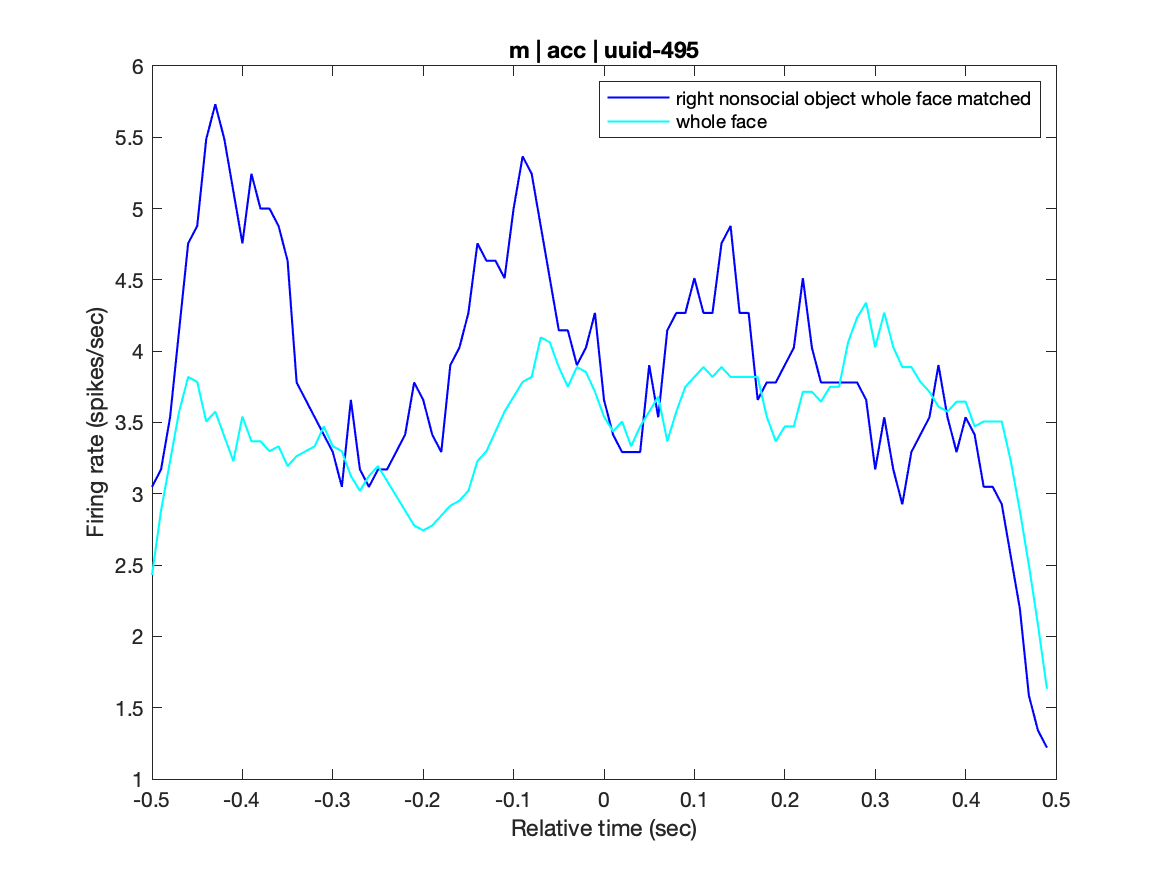 m | acc | uuid-495
right nonsocial object whole face matched
whole face
Firing rate (spikes/sec)
6
5.5
5
4.5
4
3.5
3
2.5
2
1.5
1
-0.5 -0.4 -0.3 -0.2 -0.1 0 0.1 0.2 0.3 0.4 0.5
Relative time (sec)